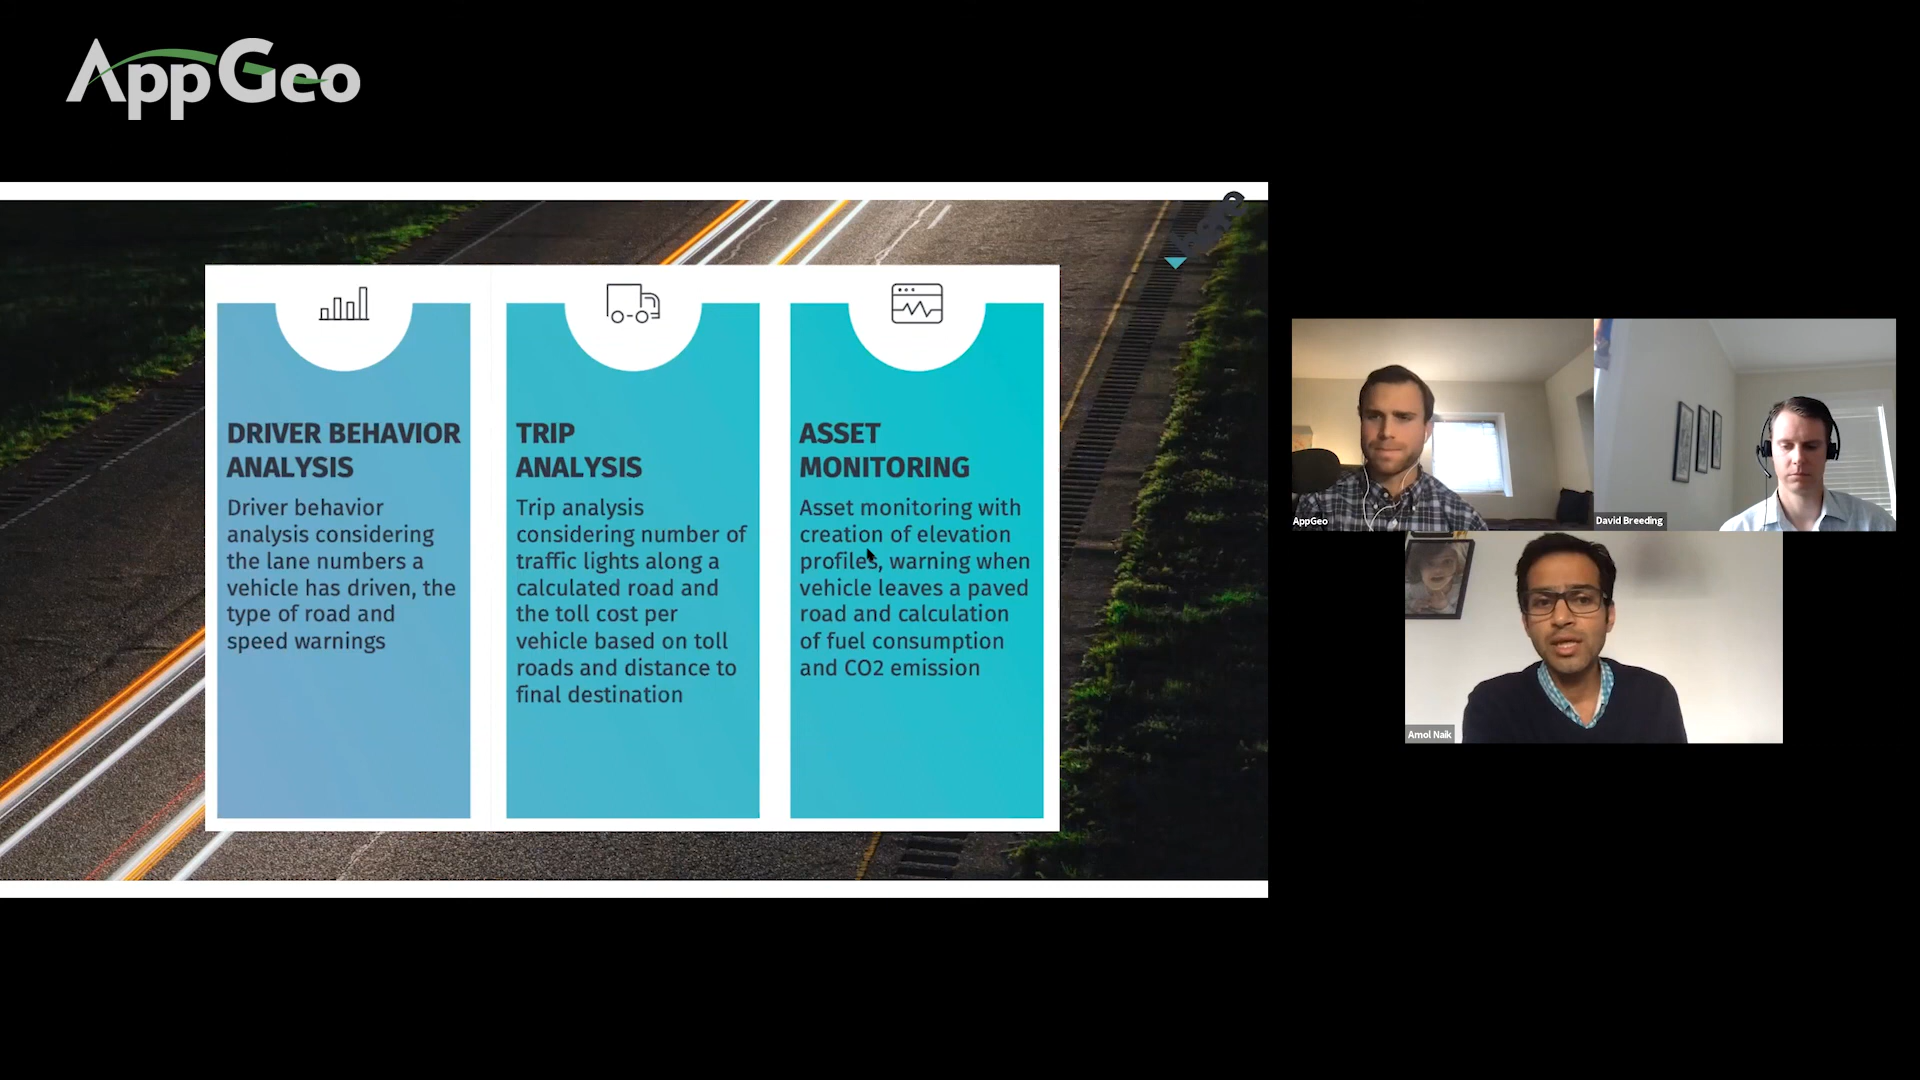 AppGeo
here
DRIVER BEHAVIOR
ANALYSIS
Driver behavior
analysis considering
the lane numbers a
vehicle has driven, the
type of road and
speed warnings
TRIP
ANALYSIS
Trip analysis
considering number of
traffic lights along a
calculated road and
the toll cost per
vehicle based on toll
roads and distance to
final destination
ASSET
MONITORING
Asset monitoring with
creation of elevation
profiles, warning when
vehicle leaves a paved
road and calculation
of fuel consumption
and CO2 emission
AppGeo
David Breeding
Amol Naik